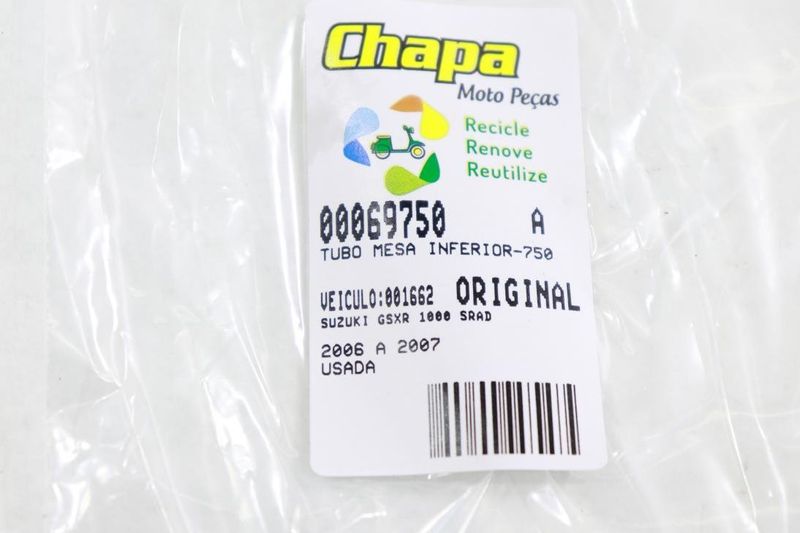 Chapa
Moto Peças
Recicle
Renove
Reutilize
00069750 A
TUBO MESA INFERIOR-750
VEICULO:001662 ORIGINAL
SUZUKI GSXR 1000 SRAD
2006 A 2007
USADA